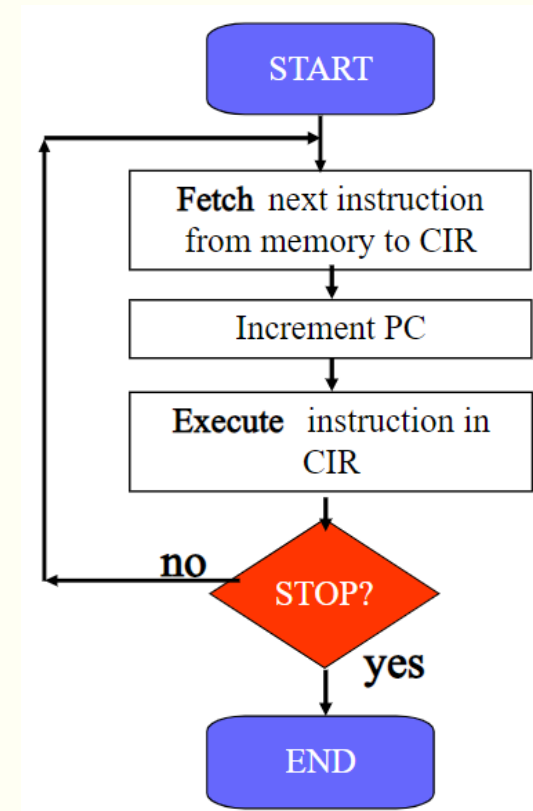 START
Fetch next instruction
from memory to CIR
Increment PC
Execute instruction in
CIR
no
STOP?
yes
END